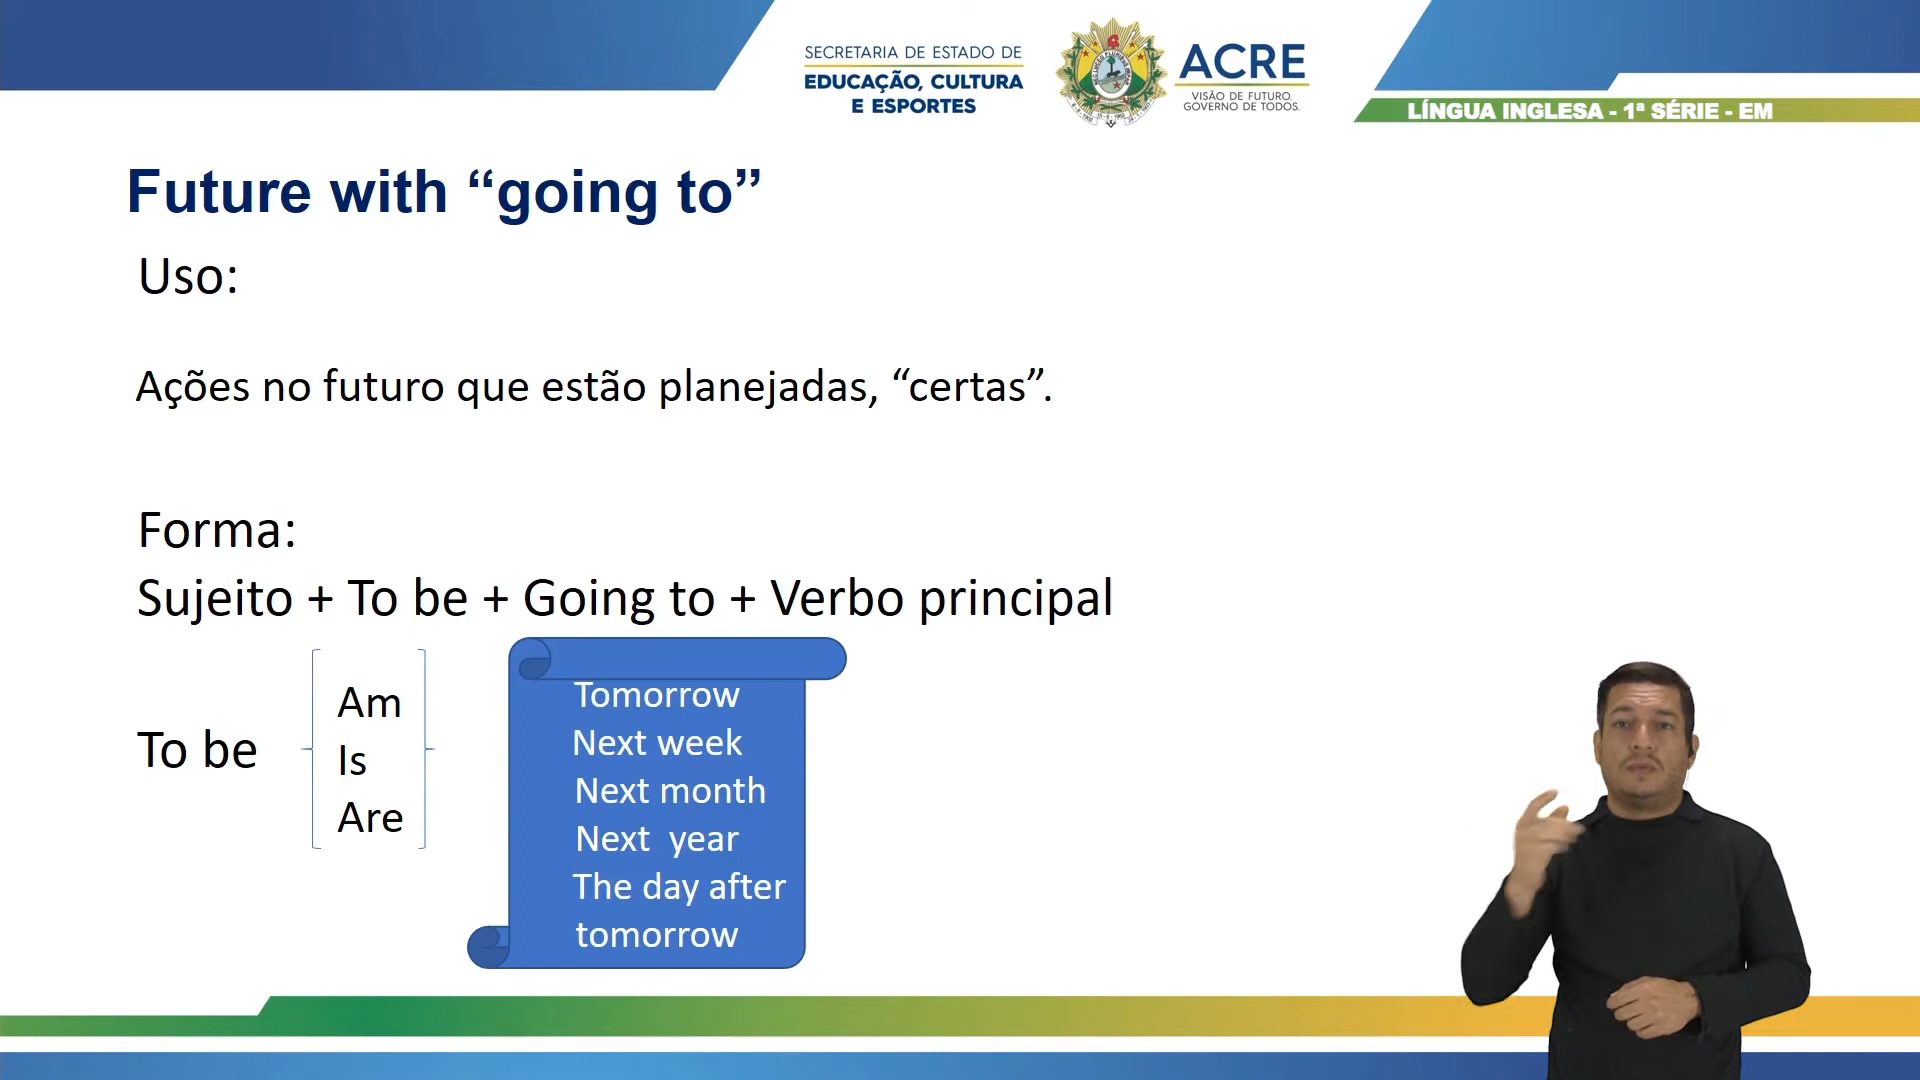 SECRETARIA DE ESTADO DE
EDUCAÇÃO, CULTURA
E ESPORTES
ACRE
VISÃO DE FUTURO.
GOVERNO DE TODOS.
LÍNGUA INGLESA - 1ª SÉRIE - EM
Future with “going to”
Uso:
Ações no futuro que estão planejadas, “certas”.
Forma:
Sujeito + To be + Going to + Verbo principal
To be
Am
Is
Are
Tomorrow
Next week
Next month
Next  year
The day after
tomorrow